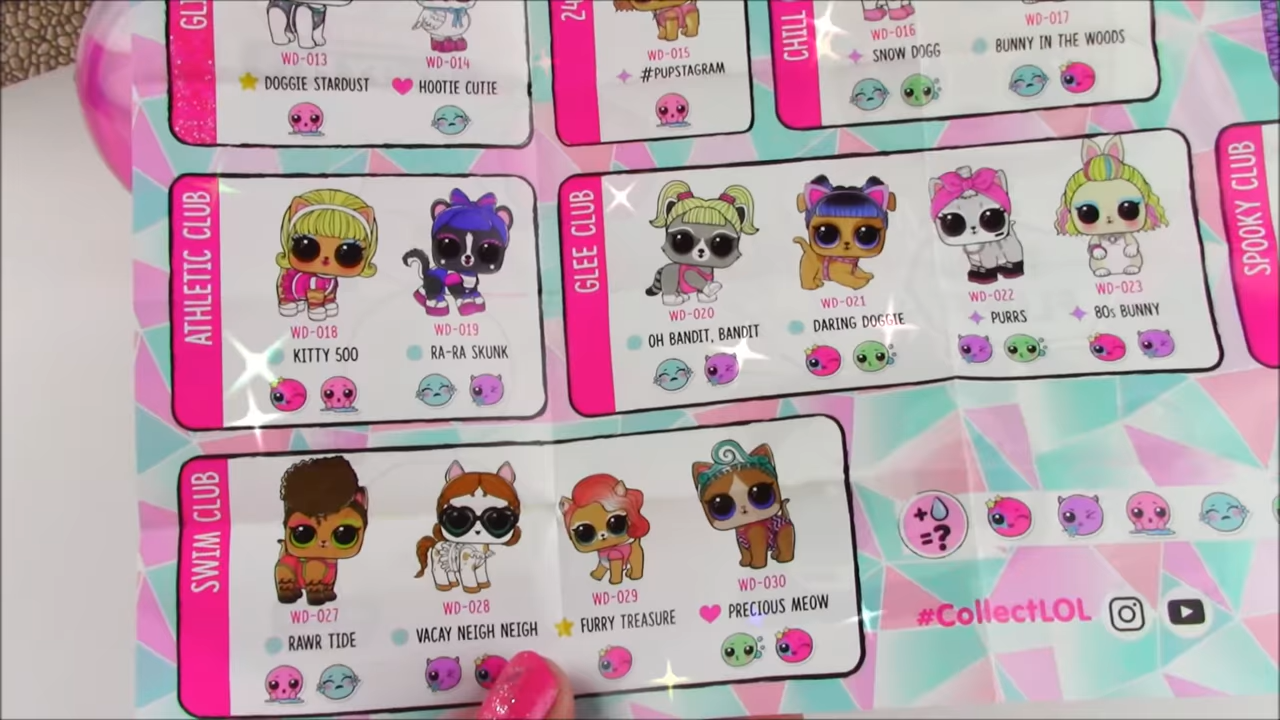 GLI
WD-013
DOGGIE STARDUST
WD-014
HOOTIE CUTIE
24
WD-015
#PUPSTAGRAM
CHILL
WD-016
SNOW DOGG
WD-017
BUNNY IN THE WOODS
ATHLETIC CLUB
WD-018
KITTY 500
WD-019
RA-RA SKUNK
GLEE CLUB
WD-020
OH BANDIT, BANDIT
WD-021
DARING DOGGIE
WD-022
PURRS
WD-023
80s BUNNY
SPOOKY CLUB
SWIM CLUB
WD-027
RAWR TIDE
WD-028
VACAY NEIGH NEIGH
WD-029
FURRY TREASURE
WD-030
PRECIOUS MEOW
+
=?
#CollectLOL